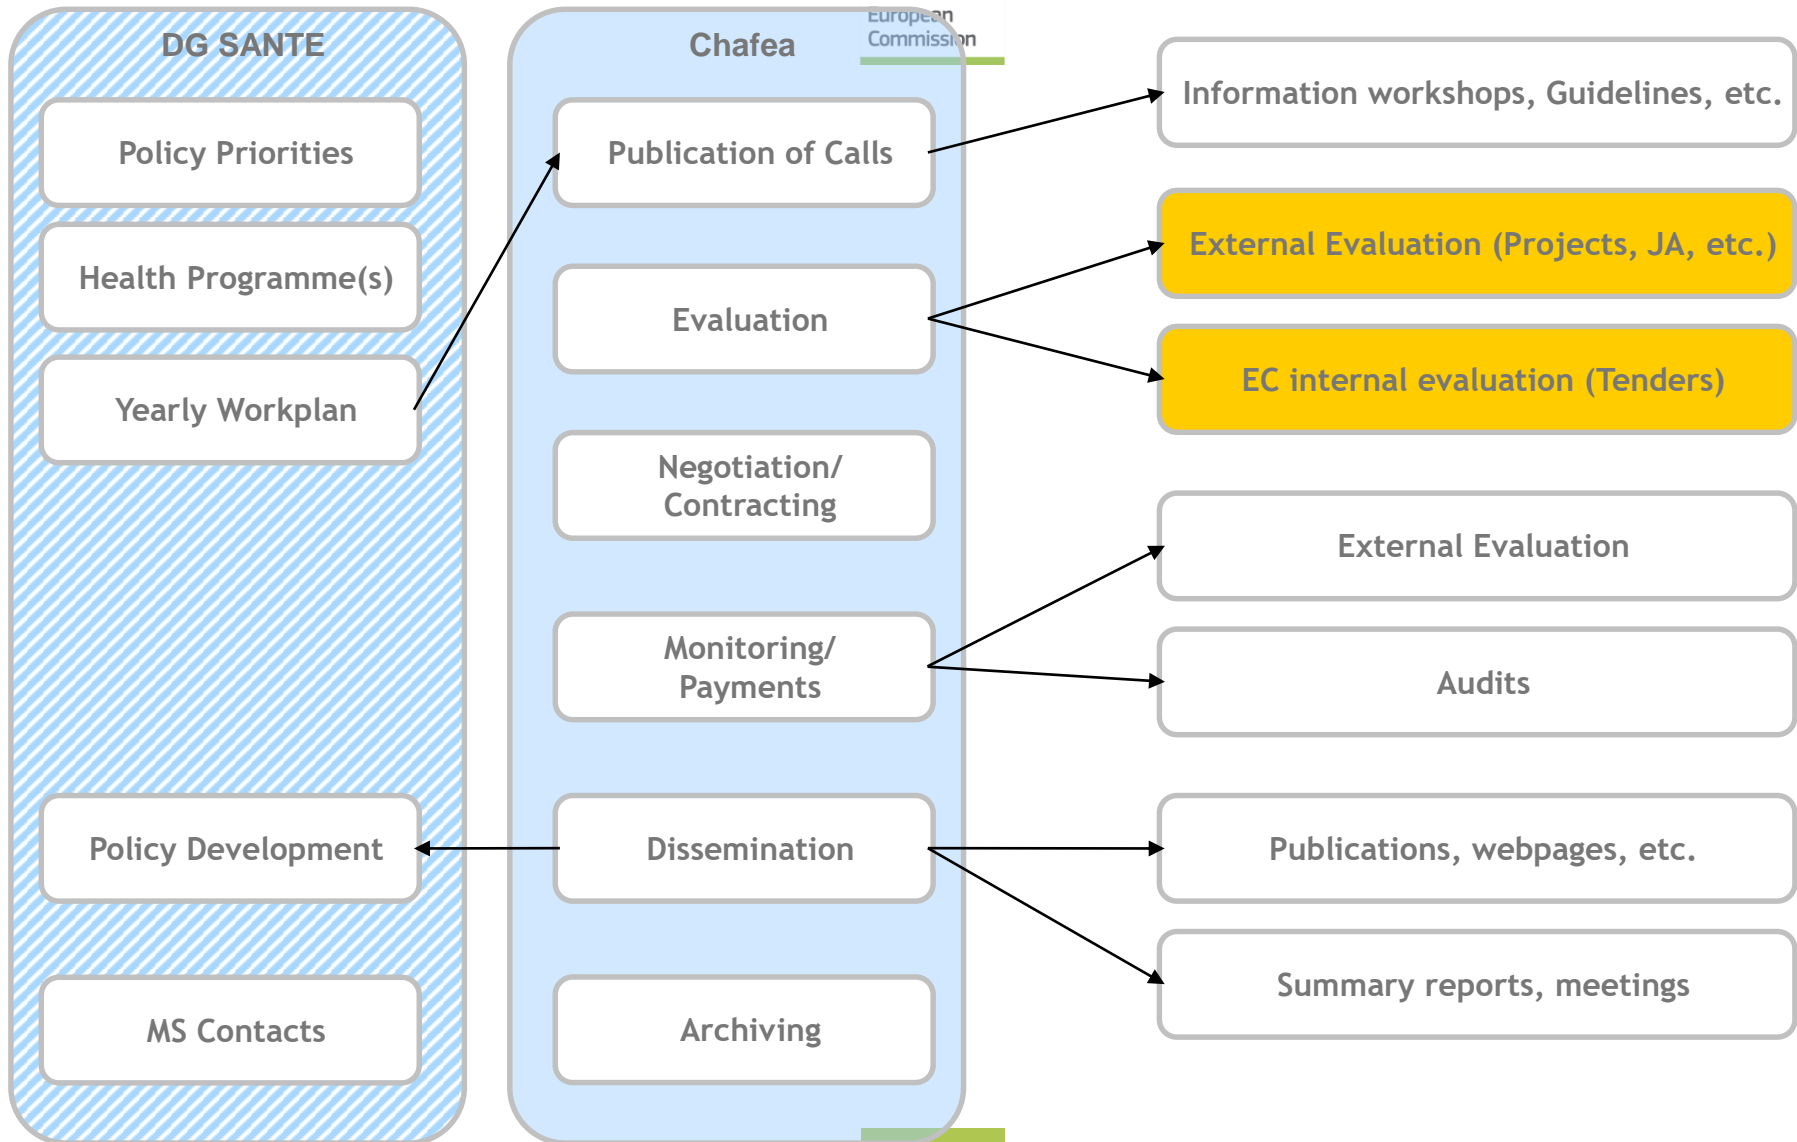 DG SANTE
Policy Priorities
Health Programme(s)
Yearly Workplan
Policy Development
MS Contacts
Chafea
European
Commission
Publication of Calls
Evaluation
Negotiation/
Contracting
Monitoring/
Payments
Dissemination
Archiving
Information workshops, Guidelines, etc.
External Evaluation (Projects, JA, etc.)
EC internal evaluation (Tenders)
External Evaluation
Audits
Publications, webpages, etc.
Summary reports, meetings